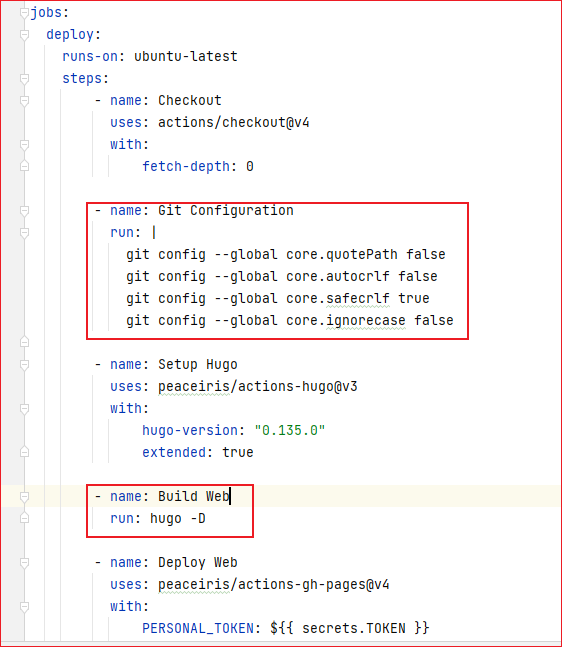 jobs:
deploy:
runs-on: ubuntu-latest
steps:
- name: Checkout
uses: actions/checkout@v4
with:
fetch-depth: 0
- name: Git Configuration
run: |
git config --global core.quotePath false
git config --global core.autocrlf false
git config --global core.safecrlf true
git config --global core.ignorecase false
- name: Setup Hugo
uses: peaceiris/actions-hugo@v3
with:
hugo-version: "0.135.0"
extended: true
- name: Build Web
run: hugo -D
- name: Deploy Web
uses: peaceiris/actions-gh-pages@v4
with:
PERSONAL_TOKEN: ${{ secrets.TOKEN }}